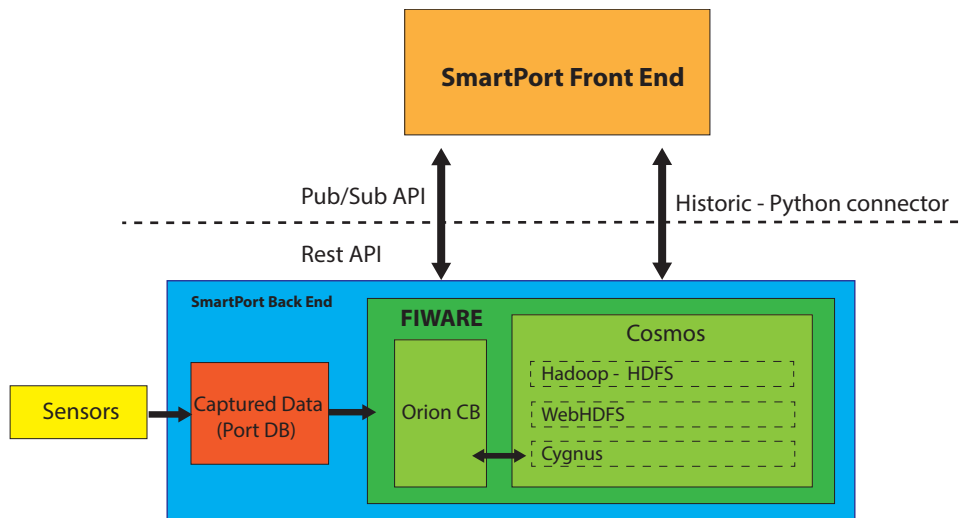 SmartPort Front End
Pub/Sub API
Historic - Python connector
Rest API
SmartPort Back End
FIWARE
Cosmos
Hadoop - HDFS
Sensors
Captured Data
(Port DB)
Orion CB
WebHDFS
Cygnus